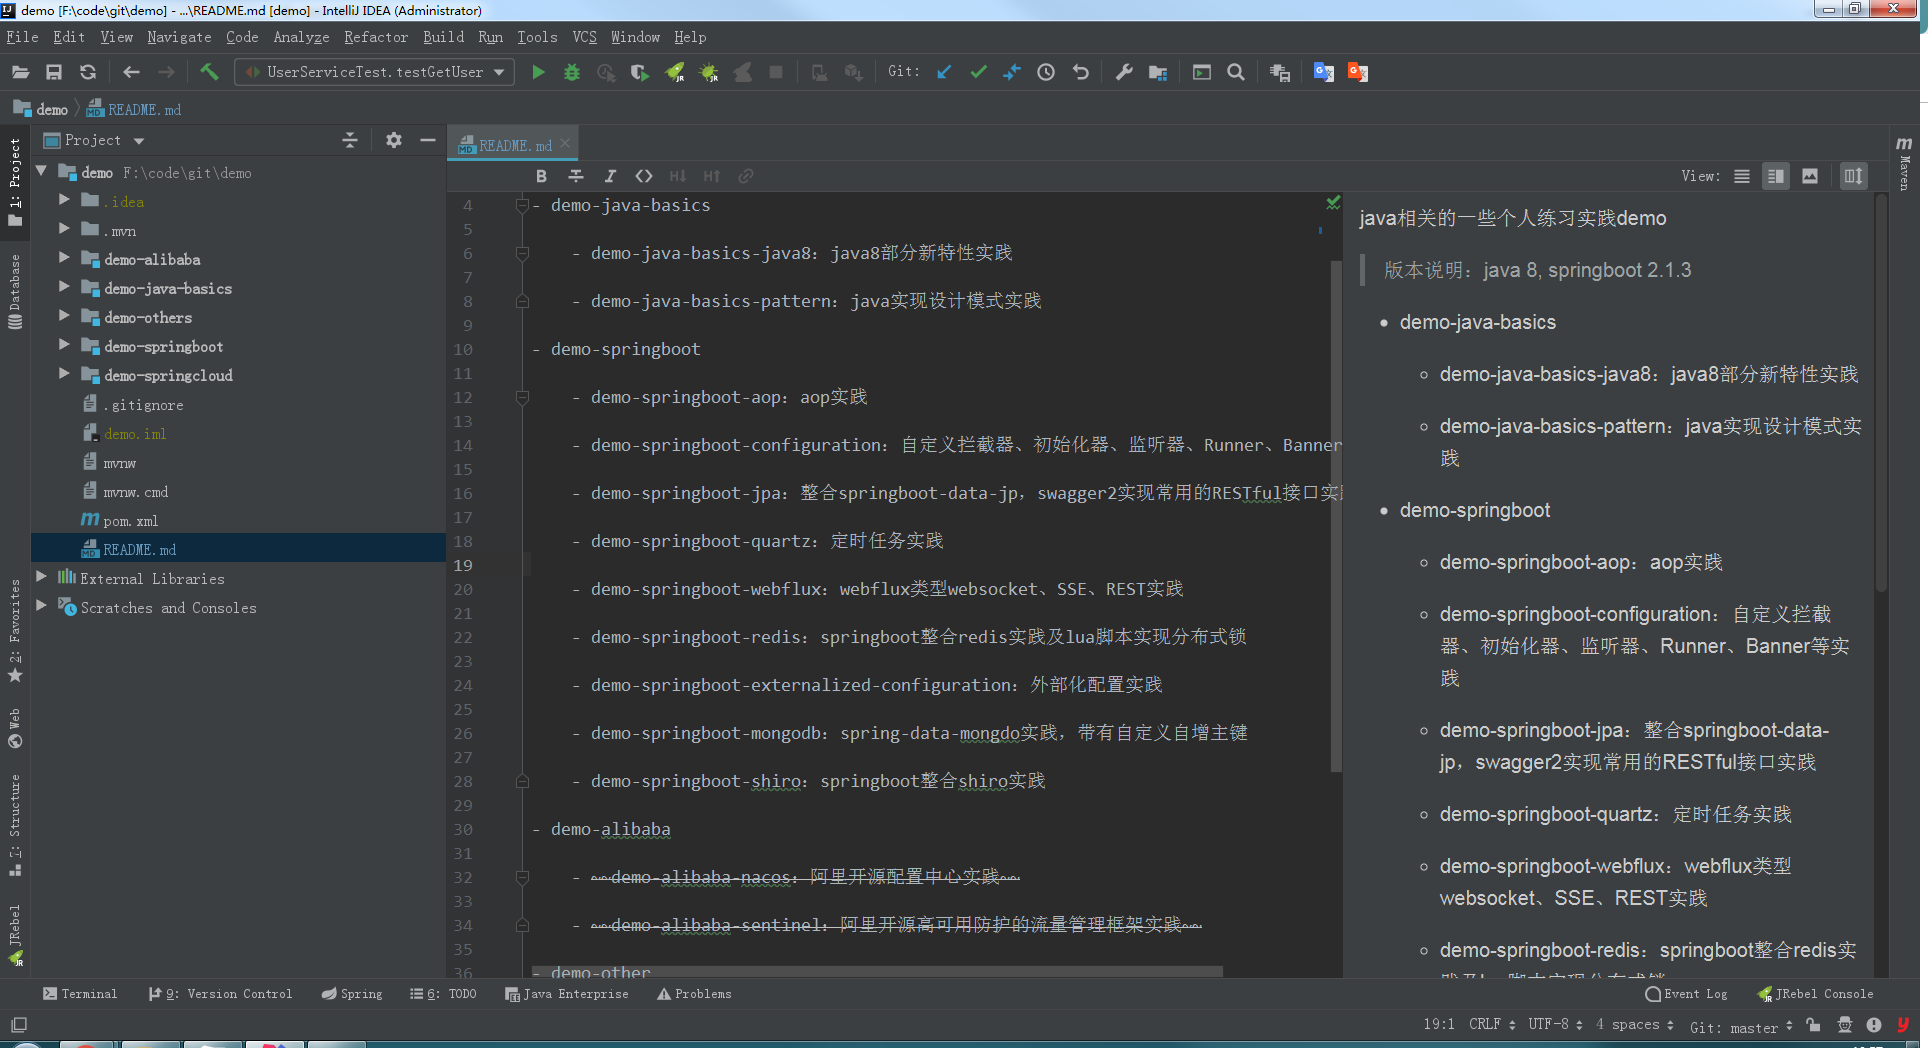 demo [F:\code\git\demo] - ...\README.md [demo] - IntelliJ IDEA (Administrator)
File Edit View Navigate Code Analyze Refactor Build Run Tools VCS Window Help
UserServiceTest.testGetUser Git:
demo README.md
Project
README.md
View:
1: Project
Database
2: Favorites
Web
7: Structure
JRebel
Maven
demo F:\code\git\demo
.idea
.mvn
demo-alibaba
demo-java-basics
demo-others
demo-springboot
demo-springcloud
.gitignore
demo.iml
mvnw
mvnw.cmd
pom.xml
README.md
External Libraries
Scratches and Consoles
4 - demo-java-basics
5
6 - demo-java-basics-java8：java8部分新特性实践
7
8 - demo-java-basics-pattern：java实现设计模式实践
9
10 - demo-springboot
11
12 - demo-springboot-aop：aop实践
13
14 - demo-springboot-configuration：自定义拦截器、初始化器、监听器、Runner、Banner
15
16 - demo-springboot-jpa：整合springboot-data-jp，swagger2实现常用的RESTful接口实
17
18 - demo-springboot-quartz：定时任务实践
19
20 - demo-springboot-webflux：webflux类型websocket、SSE、REST实践
21
22 - demo-springboot-redis：springboot整合redis实践及lua脚本实现分布式锁
23
24 - demo-springboot-externalized-configuration：外部化配置实践
25
26 - demo-springboot-mongodb：spring-data-mongdo实践，带有自定义自增主键
27
28 - demo-springboot-shiro：springboot整合shiro实践
29
30 - demo-alibaba
31
32 - ~~demo-alibaba-nacos：阿里开源配置中心实践~~
33
34 - ~~demo-alibaba-sentinel：阿里开源高可用防护的流量管理框架实践~~
35
36 - demo-other
java相关的一些个人练习实践demo
版本说明：java 8, springboot 2.1.3
• demo-java-basics
◦ demo-java-basics-java8：java8部分新特性实践
◦ demo-java-basics-pattern：java实现设计模式实
践
• demo-springboot
◦ demo-springboot-aop：aop实践
◦ demo-springboot-configuration：自定义拦截
器、初始化器、监听器、Runner、Banner等实
践
◦ demo-springboot-jpa：整合springboot-data-
jp，swagger2实现常用的RESTful接口实践
◦ demo-springboot-quartz：定时任务实践
◦ demo-springboot-webflux：webflux类型
websocket、SSE、REST实践
◦ demo-springboot-redis：springboot整合redis实
Terminal 9: Version Control Spring 6: TODO Java Enterprise Problems Event Log JRebel Console
19:1 CRLF UTF-8 4 spaces Git: master